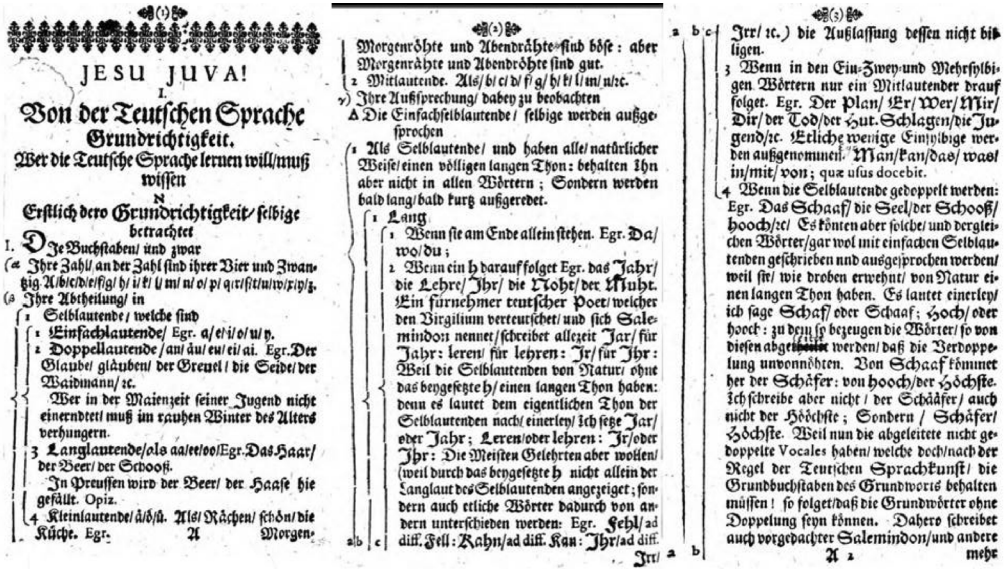 (1)
JESU JUVA!
I.
Von der Teutschen Sprache
Grundrichtigkeit.
Wer die Teutsche Sprache lernen will/muß
wissen
N
Erstlich dero Grundrichtigkeit/selbige
betrachtet
I. Die Buchstaben/ und zwar
(α Ihre Zahl/ an der Zahl sind ihrer Vier und Zwan-
tzig A/b/c/d/e/f/g/ h/ i/k/ l/ m/ n/ o/ p/ q/r/ſ/t/u/w/x/y/z.
(β Ihre Abtheilung/ in
1 Selblautende/ welche sind
1 Einfachlautende/ Egr. a/e/i/o/u/y.
2 Doppellautende/au/äu/eu/ei/ai. Egr. Der
Glaube/ gläuben/ der Greuel/ die Seide/ der
Waidmann/ ꝛc.
Wer in der Maienzeit seiner Jugend nicht
einerndtet/ muß im rauhen Winter des Alters
verhungern.
3 Langlautende/als aa/ee/oo/Egr. Das Haar/
der Beer/ der Schooß.
In Preussen wird der Beer/ der Haase hie
gefällt. Opiz.
4 Kleinlautende/ä/ö/ü. Als/Rächen/ schön/die
Küche. Egr. A Morgen-
(2)
Morgenröhte und Abendrähte sind böse: aber
Morgenrähte und Abendröhte sind gut.
2 Mitlautende. Als/b/c/d/f/g/h/k/l/m/n/ꝛc.
γ) Ihre Außsprechung/ dabey zu beobachten
A Die Einfachselblautende/ selbige werden außge-
sprochen
1 Als Selblautende/ und haben alle/ natürlicher
Weise/ einen völligen langen Thon: behalten Ihn
aber nicht in allen Wörtern; Sondern werden
bald lang/ bald kurtz außgeredet.
1 Lang
1 Wenn sie am Ende allein stehen. Egr. Da/
wo/ du;
2 Wenn ein h darauf folget Egr. das Jahr/
die Lehre/ Ihr/ die Noht/ der Muht.
Ein fürnehmer teutscher Poet/ welcher
den Virgilium verteutschet/ und sich Sale-
mindon nennet/ schreibet allezeit Jar/ für
Jahr: leren/ für lehren: Ir/ für Ihr:
Weil die Selblautenden von Natur/ ohne
das beygesetzte h/ einen langen Thon haben:
denn es lautet dem eigentlichen Thon der
Selblautenden nach/ einerley/ Ich setze Jar/
oder Jahr; Leren/oder lehren: Ir/oder
Ihr: Die Meisten Gelehrten aber wollen/
(weil durch das beygesetzte h nicht allein der
Langlaut des Selblautenden angezeiget; son-
dern auch etliche Wörter dadurch von an-
dern unterschieden werden: Egr. Fehl/ad
a b c diff. Fell: Kahn/ad diff. Kan: Ihr/ad diff.
Irr/
(3)
a b c Irr/ ꝛc.) die Außlassung dessen nicht bil-
ligen.
3 Wenn in den Ein-Zwey-und Mehrsylbi-
gen Wörtern nur ein Mitlautender drauf
folget. Egr. Der Plan/ Er/ Wer/ Mir/
Dir/ der Tod/ der Hut. Schlagen/ die Ju-
gend/ꝛc. Etliche wenige Einsylbige wer-
den außgenommen. Man/kan/das/ was/
in/mit/ von; quæ usus docebit.
4 Wenn die Selblautende gedoppelt werden:
Egr. Das Schaaf/ die Seel/der Schooß/
hooch/ꝛc/ Es könten aber solche/ und derglei-
chen Wörter/gar wol mit einfachen Selblau-
tenden geschrieben und ausgesprochen werden/
weil sie/ wie droben erwehnt/ von Natur ei-
nen langen Thon haben. Es lautet einerley/
ich sage Schaf/ oder Schaaf; Hoch/ oder
hooch: zu dem so bezeugen die Wörter/ so von
diesen abgeleitet werden/ daß die Verdoppe-
lung unvonnöhten. Von Schaaf kömmet
her der Schäfer: von hooch/der Höchste.
Ich schreibe aber nicht/ der Schääfer/ auch
nicht der Hööchste; Sondern/ Schäfer/
Höchste. Weil nun die abgeleitete nicht ge-
doppelte Vocales haben/ welche doch/nach der
Regel der Teutschen Sprachkunst/ die
Grundbuchstaben des Grundworts behalten
müssen! so folget/daß die Grundwörter ohne
Doppelung seyn können. Dahero schreibet
a b auch vorgedachter Salemindon/und andere
A 2 mehr